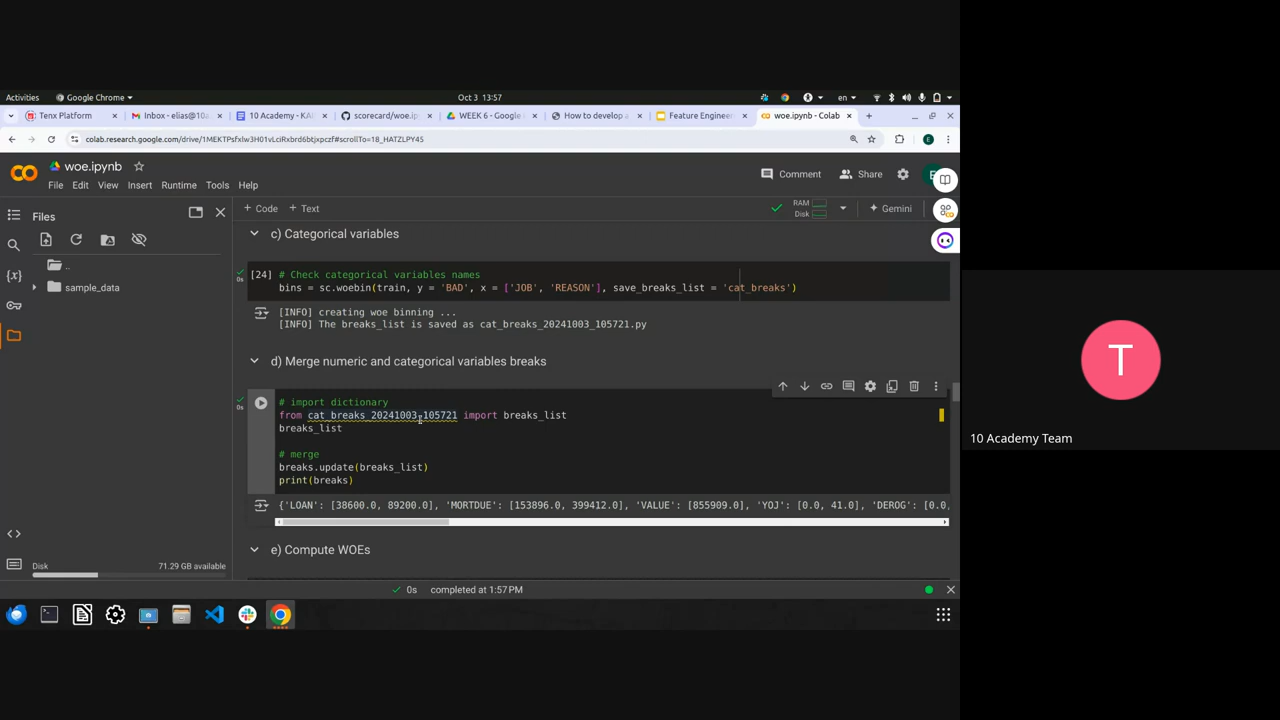 Activities
Google Chrome
Oct 3 13:57
en
Tenx Platform
Inbox - elias@10a
10 Academy - KAI
scorecard/woe.ip
WEEK 6 - Google
How to develop a
Feature Engineer
woe.ipynb - Colab
colab.research.google.com/drive/1MEKTPsfxlw3H01vLciRxbrd6btjxpczf#scrollTo=18_HATZLPY45
E
CO
woe.ipynb
File Edit View Insert Runtime Tools Help
Comment
Share
Files
+ Code + Text
RAM
Disk
Gemini
..
sample_data
c) Categorical variables
[24] # Check categorical variables names
bins = sc.woebin(train, y = 'BAD', x = ['JOB', 'REASON'], save_breaks_list = 'cat_breaks')
0s
[INFO] creating woe binning ...
[INFO] The breaks_list is saved as cat_breaks_20241003_105721.py
d) Merge numeric and categorical variables breaks
0s
# import dictionary
from cat_breaks_20241003_105721 import breaks_list
breaks_list
# merge
breaks.update(breaks_list)
print(breaks)
{'LOAN': [38600.0, 89200.0], 'MORTDUE': [153896.0, 399412.0], 'VALUE': [855909.0], 'YOJ': [0.0, 41.0], 'DEROG': [0.0,
e) Compute WOEs
Disk
71.29 GB available
0s completed at 1:57 PM
T
10 Academy Team